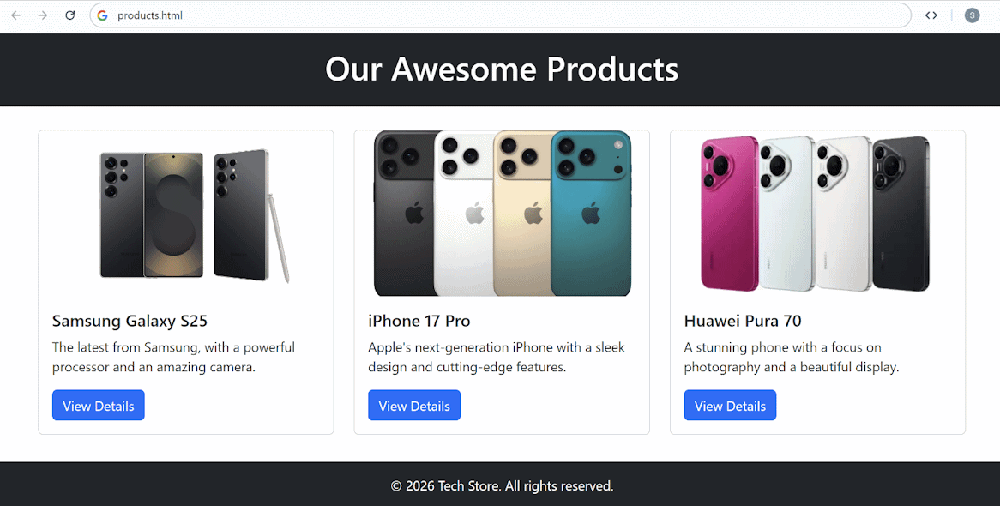 products.html
S
Our Awesome Products
Samsung Galaxy S25
The latest from Samsung, with a powerful
processor and an amazing camera.
View Details
iPhone 17 Pro
Apple's next-generation iPhone with a sleek
design and cutting-edge features.
View Details
Huawei Pura 70
A stunning phone with a focus on
photography and a beautiful display.
View Details
© 2026 Tech Store. All rights reserved.